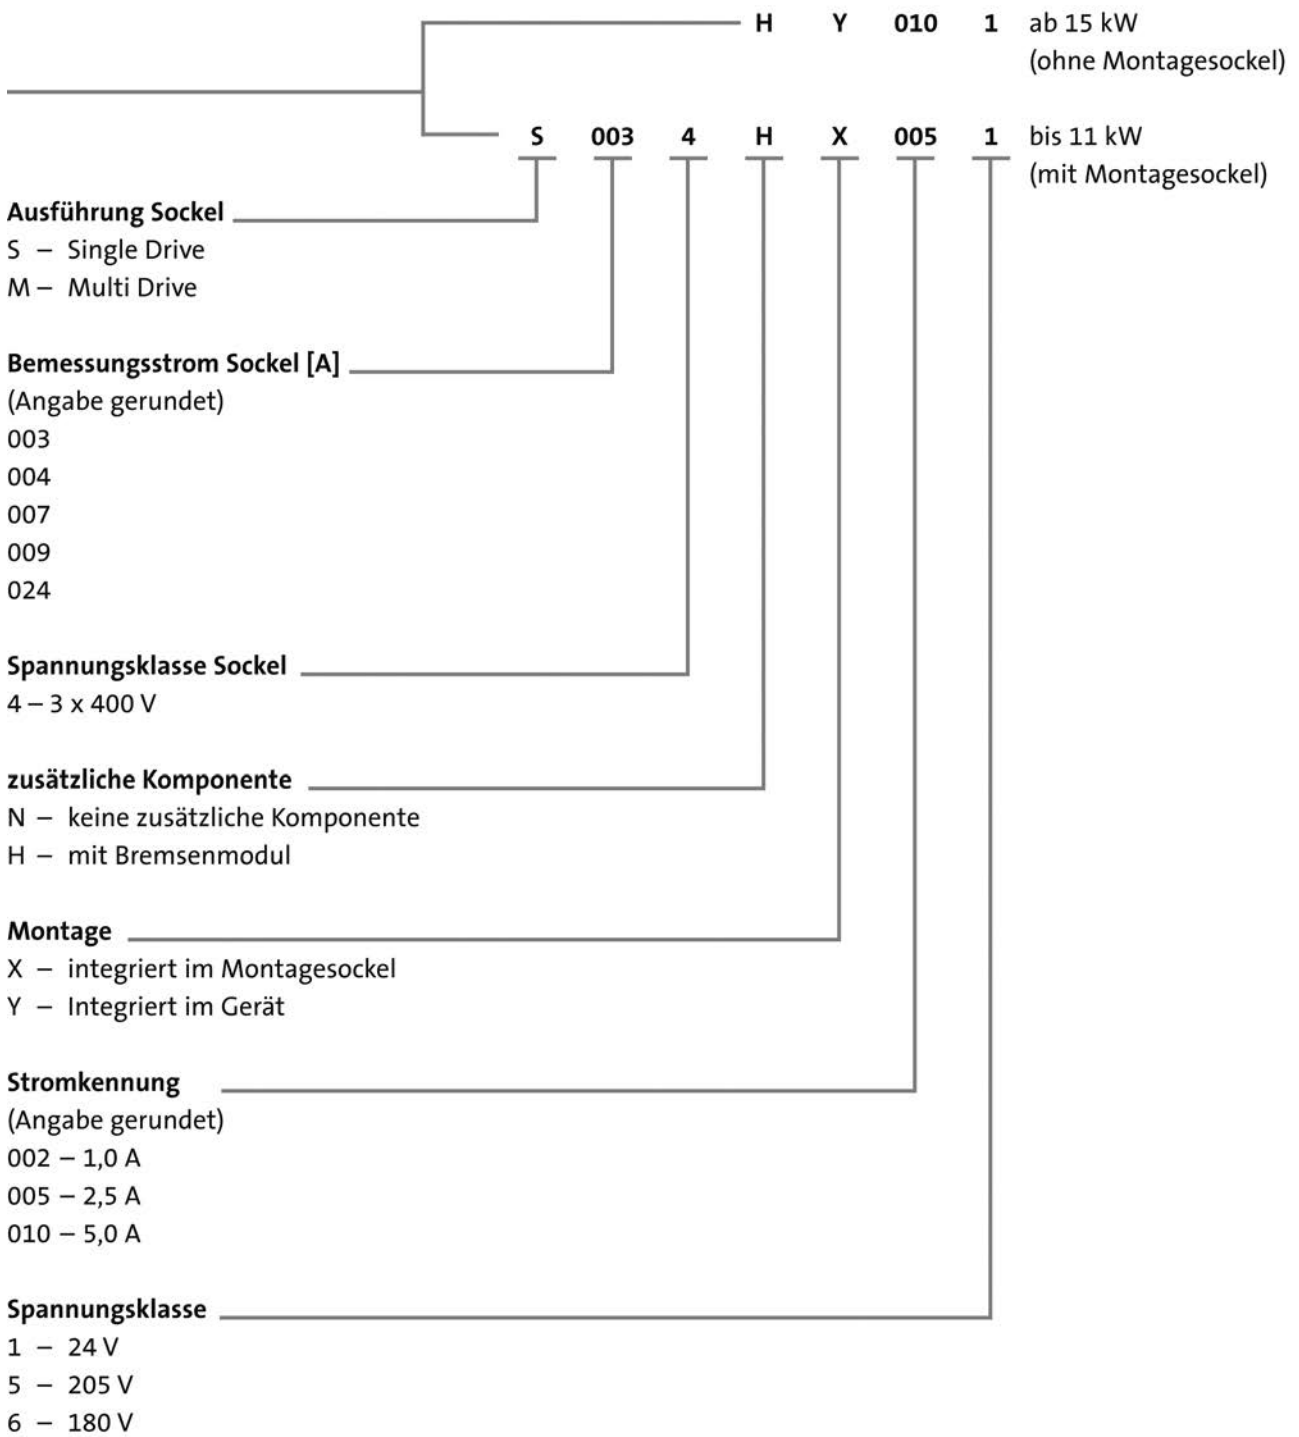 H Y 010 1 ab 15 kW
(ohne Montagesockel)
S 003 4 H X 005 1 bis 11 kW
(mit Montagesockel)
Ausführung Sockel
S – Single Drive
M – Multi Drive
Bemessungsstrom Sockel [A]
(Angabe gerundet)
003
004
007
009
024
Spannungsklasse Sockel
4 – 3 x 400 V
zusätzliche Komponente
N – keine zusätzliche Komponente
H – mit Bremsenmodul
Montage
X – integriert im Montagesockel
Y – Integriert im Gerät
Stromkennung
(Angabe gerundet)
002 – 1,0 A
005 – 2,5 A
010 – 5,0 A
Spannungsklasse
1 – 24 V
5 – 205 V
6 – 180 V